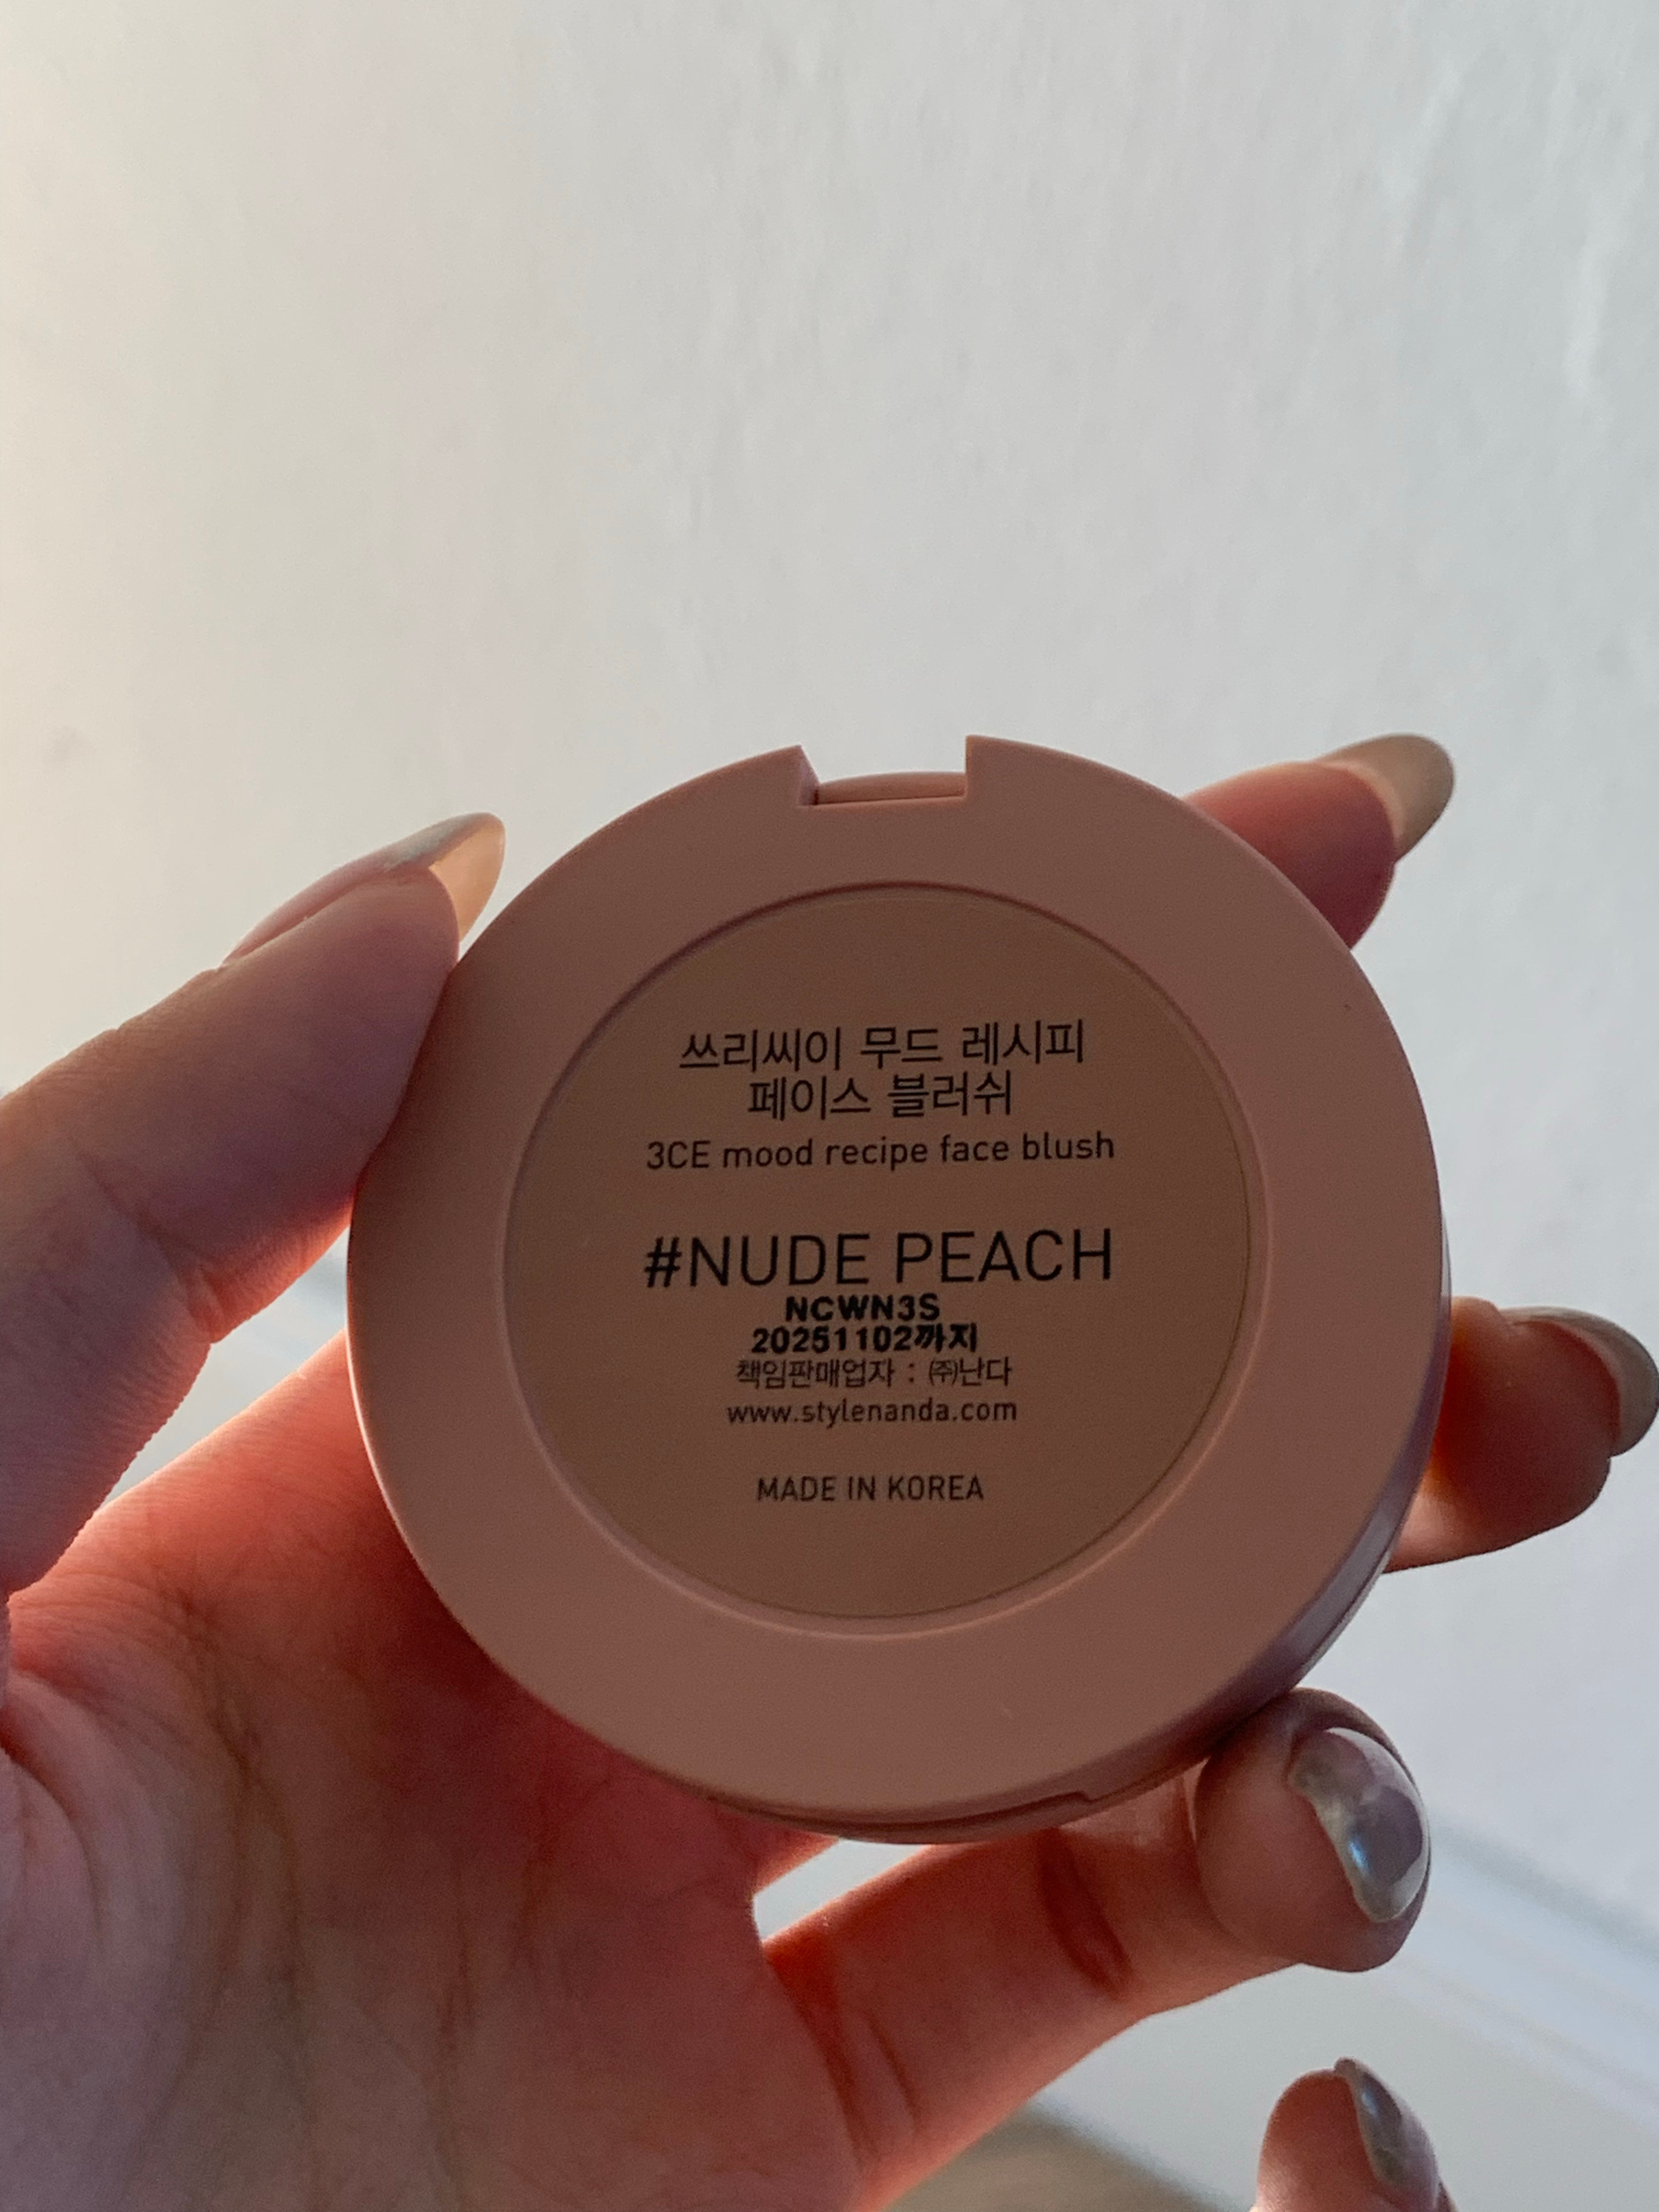 쓰리씨이 무드 레시피
페이스 블러쉬
3CE mood recipe face blush
#NUDE PEACH
NCWN3S
20251102까지
책임판매업자 : ㈜난다
www.stylenanda.com
MADE IN KOREA